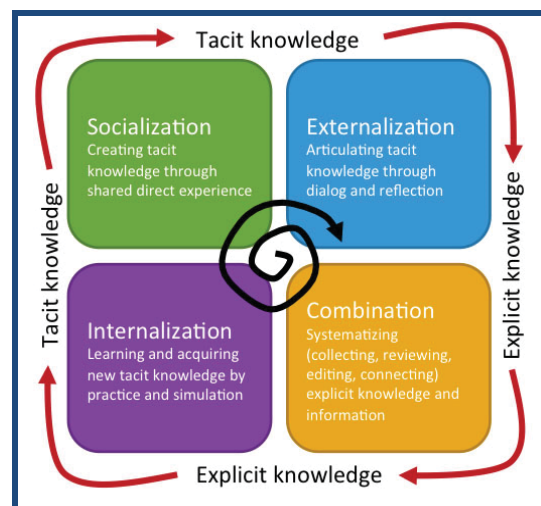 Tacit knowledge
Socialization
Creating tacit
knowledge through
shared direct experience
Externalization
Articulating tacit
knowledge through
dialog and reflection
Tacit knowledge
Explicit knowledge
Internalization
Learning and acquiring
new tacit knowledge by
practice and simulation
Combination
Systematizing
(collecting, reviewing,
editing, connecting)
explicit knowledge and
information
Explicit knowledge